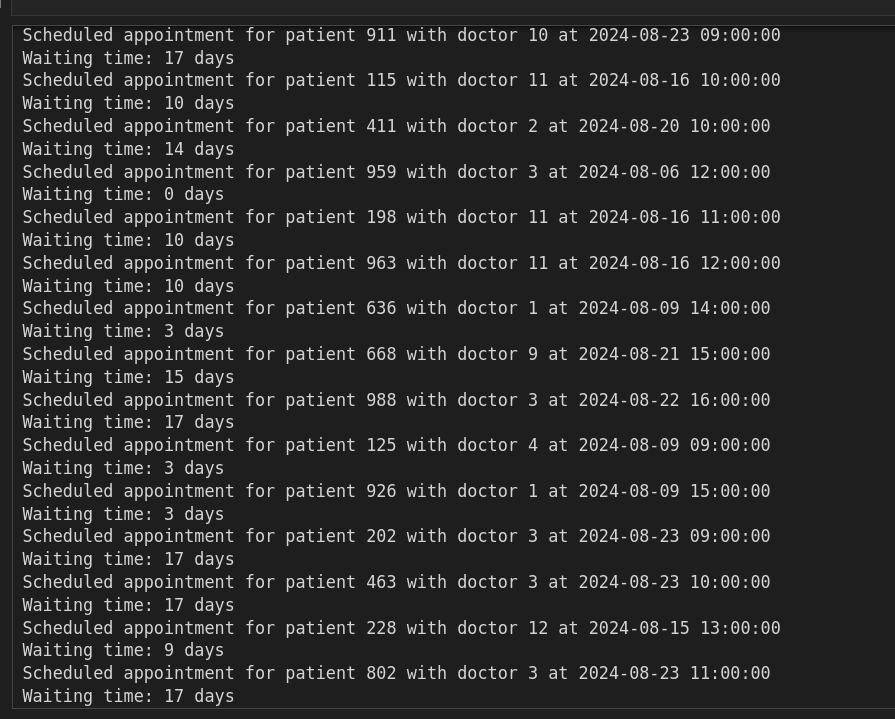 Scheduled appointment for patient 911 with doctor 10 at 2024-08-23 09:00:00
Waiting time: 17 days
Scheduled appointment for patient 115 with doctor 11 at 2024-08-16 10:00:00
Waiting time: 10 days
Scheduled appointment for patient 411 with doctor 2 at 2024-08-20 10:00:00
Waiting time: 14 days
Scheduled appointment for patient 959 with doctor 3 at 2024-08-06 12:00:00
Waiting time: 0 days
Scheduled appointment for patient 198 with doctor 11 at 2024-08-16 11:00:00
Waiting time: 10 days
Scheduled appointment for patient 963 with doctor 11 at 2024-08-16 12:00:00
Waiting time: 10 days
Scheduled appointment for patient 636 with doctor 1 at 2024-08-09 14:00:00
Waiting time: 3 days
Scheduled appointment for patient 668 with doctor 9 at 2024-08-21 15:00:00
Waiting time: 15 days
Scheduled appointment for patient 988 with doctor 3 at 2024-08-22 16:00:00
Waiting time: 17 days
Scheduled appointment for patient 125 with doctor 4 at 2024-08-09 09:00:00
Waiting time: 3 days
Scheduled appointment for patient 926 with doctor 1 at 2024-08-09 15:00:00
Waiting time: 3 days
Scheduled appointment for patient 202 with doctor 3 at 2024-08-23 09:00:00
Waiting time: 17 days
Scheduled appointment for patient 463 with doctor 3 at 2024-08-23 10:00:00
Waiting time: 17 days
Scheduled appointment for patient 228 with doctor 12 at 2024-08-15 13:00:00
Waiting time: 9 days
Scheduled appointment for patient 802 with doctor 3 at 2024-08-23 11:00:00
Waiting time: 17 days